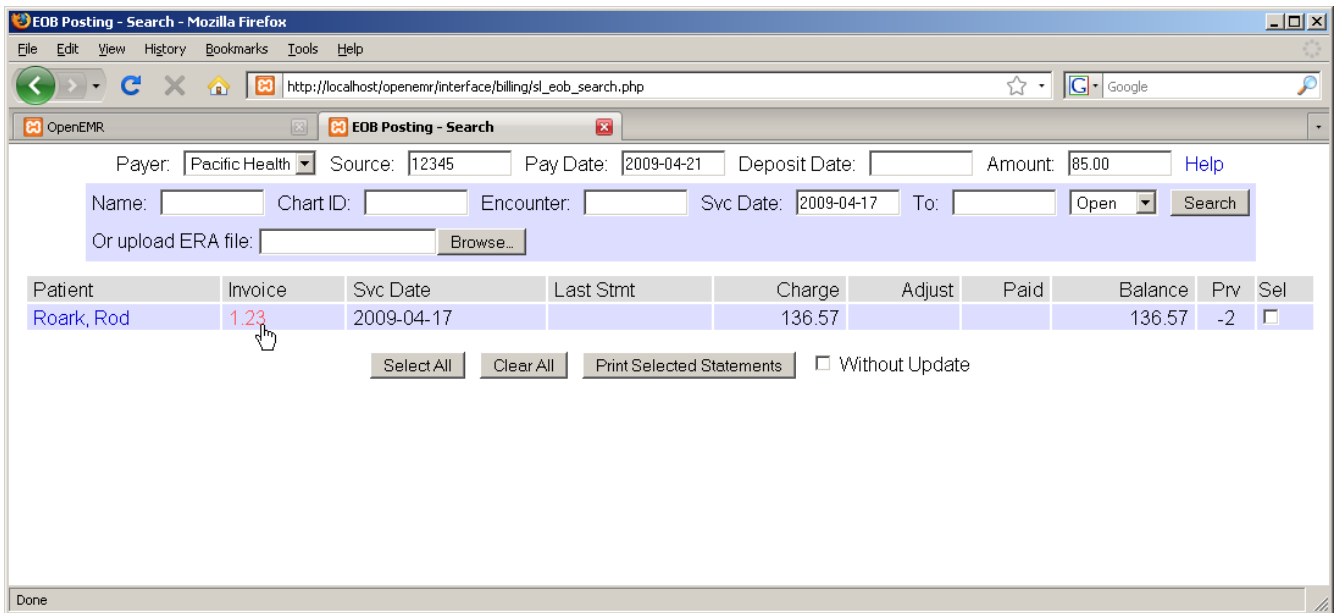 EOB Posting - Search - Mozilla Firefox
File Edit View History Bookmarks Tools Help
http://localhost/openemr/interface/billing/sl_eob_search.php G Google
OpenEMR EOB Posting - Search
Payer: Pacific Health Source: 12345 Pay Date: 2009-04-21 Deposit Date: Amount: 85.00 Help
Name: Chart ID: Encounter: Svc Date: 2009-04-17 To: Open Search
Or upload ERA file: Browse...
Patient Invoice Svc Date Last Stmt Charge Adjust Paid Balance Prv Sel
Roark, Rod 1.23 2009-04-17 136.57 136.57 -2
Select All Clear All Print Selected Statements Without Update
Done